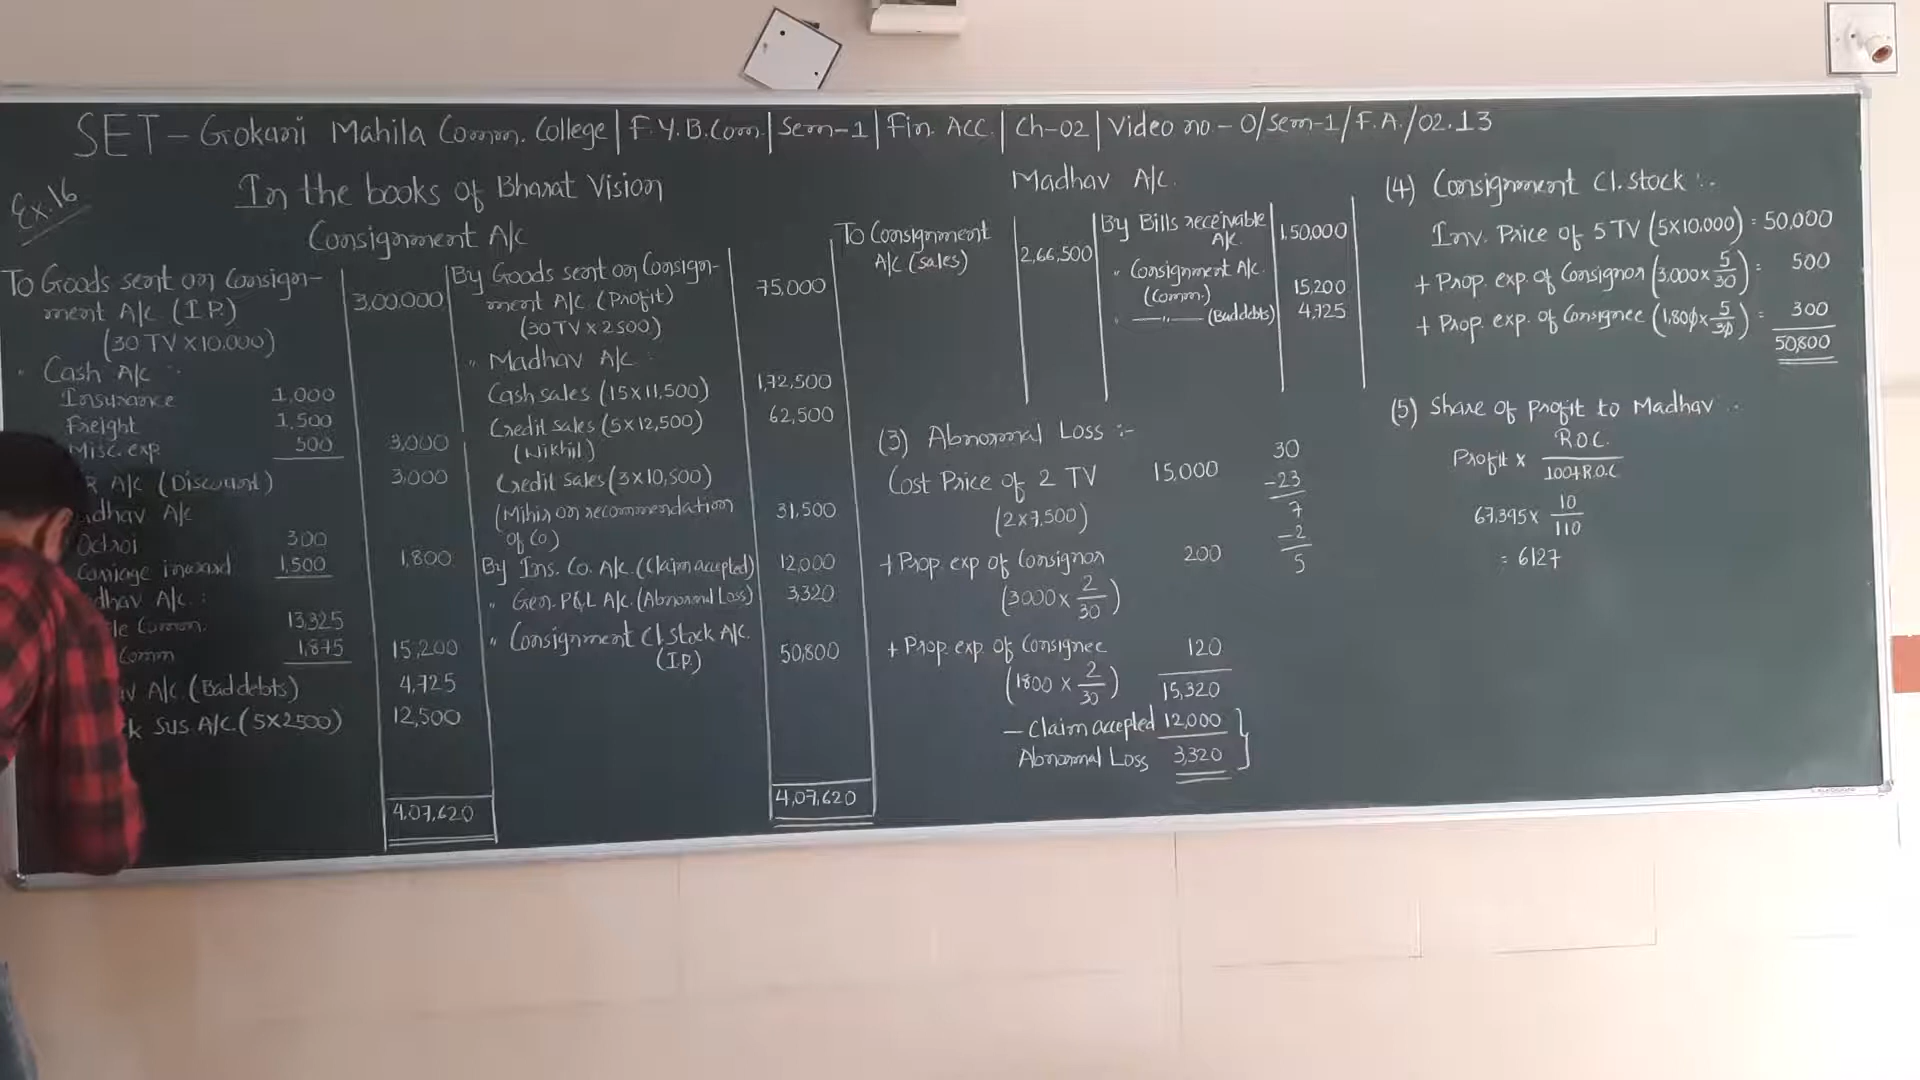 SET - Gokani Mahila Comm. College | F.Y.B.Com. | Sem-1 | Fin. ACC. | Ch-02 | Video no - 0/Sem-1/F.A./02.13
Ex.16
In the books of Bharat Vision
Consignment A/c
To Goods sent on Consign-
ment A/c (I.P.) 3,00,000
(30 TV x 10,000)
" Cash A/c :-
Insurance 1,000
Freight 1,500
Misc. exp 500 3,000
A/c (Discount) 3,000
A/c
Octroi 300
Carriage inward 1,500 1,800
A/c :
Comm. 13,325
Comm 1,875 15,200
A/c (Bad debts) 4,725
Sus. A/c. (5x2500) 12,500
4,07,620
By Goods sent on Consign-
ment A/c (Profit) 75,000
(30 TV x 2500)
" Madhav A/c :
Cash sales (15x11,500) 1,72,500
Credit sales (5x12,500) 62,500
(Nikhil)
Credit sales (3x10,500)
(Mihir on recommendation 31,500
of Co)
By Ins. Co. A/c. (Claim accepted) 12,000
" Gen. P&L A/c. (Abnormal Loss) 3,320
" Consignment Cl. Stock A/c. 50,800
(I.P.)
4,07,620
Madhav A/c.
To Consignment
A/c (sales) 2,66,500
By Bills receivable
A/c. 1,50,000
" Consignment A/c.
(Comm.) 15,200
" —"— (Bad debts) 4,725
(3) Abnormal Loss :-
Cost Price of 2 TV 15,000
(2x7,500)
+ Prop. exp of Consignor 200
(3000 x 2/30)
+ Prop. exp. of Consignee 120
(1800 x 2/30) 15,320
- Claim accepted 12,000
Abnormal Loss 3,320
30
-23
7
-2
5
(4) Consignment Cl. stock :-
Inv. Price of 5 TV (5x10,000) = 50,000
+ Prop. exp. of Consignor (3,000 x 5/30) = 500
+ Prop. exp. of Consignee (1,800 x 5/30) = 300
50,800
(5) Share of Profit to Madhav :-
Profit x R.O.C. / 100+R.O.C
67,395 x 10/110
= 6127